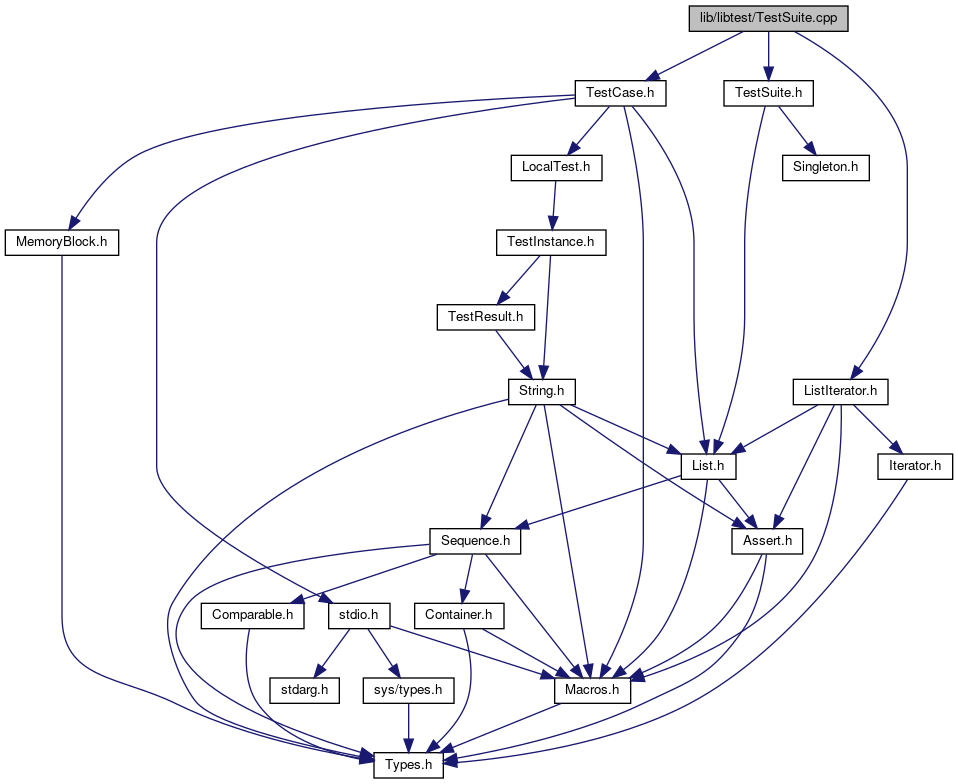 lib/libtest/TestSuite.cpp
TestCase.h
TestSuite.h
LocalTest.h
Singleton.h
MemoryBlock.h
TestInstance.h
TestResult.h
String.h
ListIterator.h
List.h
Iterator.h
Sequence.h
Assert.h
Comparable.h
stdio.h
Container.h
stdarg.h
sys/types.h
Macros.h
Types.h